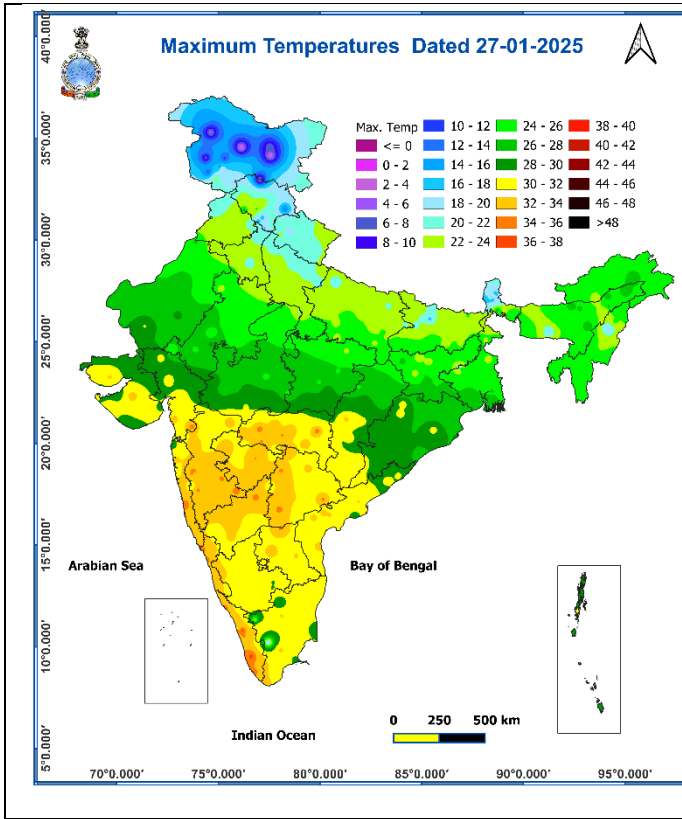 Maximum Temperatures Dated 27-01-2025
Max. Temp
<= 0
0 - 2
2 - 4
4 - 6
6 - 8
8 - 10
10 - 12
12 - 14
14 - 16
16 - 18
18 - 20
20 - 22
22 - 24
24 - 26
26 - 28
28 - 30
30 - 32
32 - 34
34 - 36
36 - 38
38 - 40
40 - 42
42 - 44
44 - 46
46 - 48
>48
40°0.000'
35°0.000'
30°0.000'
25°0.000'
20°0.000'
15°0.000'
10°0.000'
5°0.000'
Arabian Sea
Bay of Bengal
Indian Ocean
0 250 500 km
70°0.000' 75°0.000' 80°0.000' 85°0.000' 90°0.000' 95°0.000'